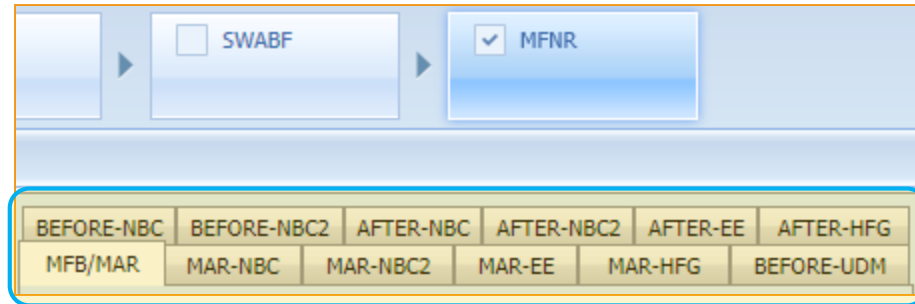 SWABF MFNR
BEFORE-NBC BEFORE-NBC2 AFTER-NBC AFTER-NBC2 AFTER-EE AFTER-HFG
MFB/MAR MAR-NBC MAR-NBC2 MAR-EE MAR-HFG BEFORE-UDM